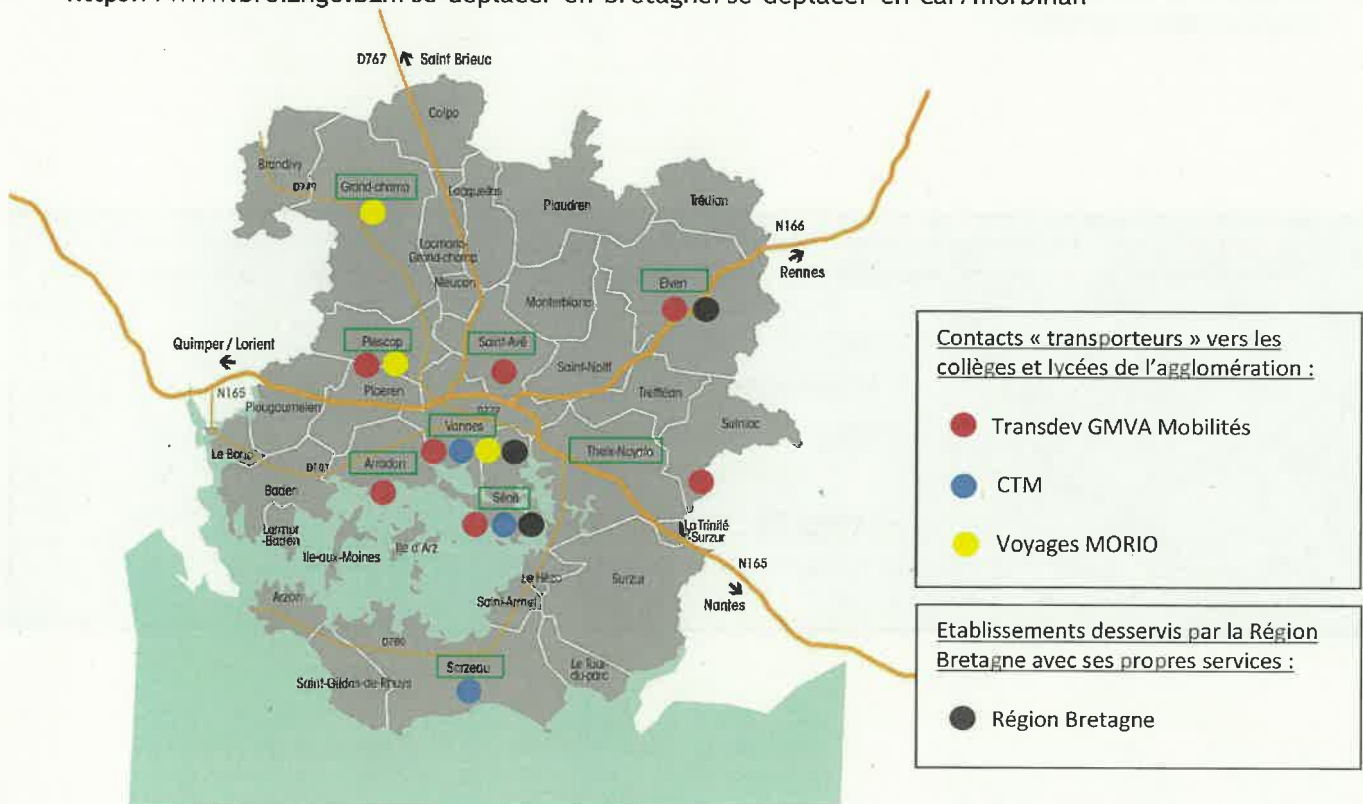 D767
Saint Brieuc
Colpo
Brandivy
Grand-champ
Locqueltas
Plaudren
Trédion
N166
Rennes
Locmaria-
Grand-champ
Meucon
Elven
Monterblanc
Quimper / Lorient
Plescop
Saint-Avé
Saint-Nolff
N165
Ploeren
Treffléan
Plougoumelen
Sulniac
Vannes
Le Bono
Theix-Noyalo
D101
Arradon
Baden
Séné
Larmor
-Baden
Ile-aux-Moines
Ile d'Arz
La Trinité
Surzur
Le Hézo
Surzur
N165
Nantes
Arzon
Saint-Armel
D780
Sarzeau
Saint-Gildas-de-Rhuys
Le Tour-
du-parc
Contacts « transporteurs » vers les
collèges et lycées de l'agglomération :
Transdev GMVA Mobilités
CTM
Voyages MORIO
Etablissements desservis par la Région
Bretagne avec ses propres services :
Région Bretagne